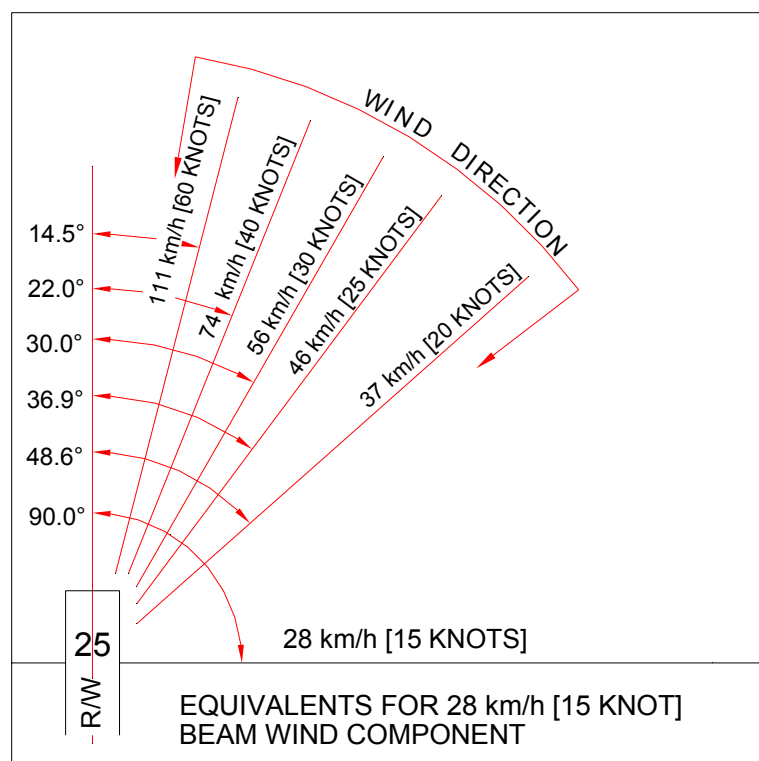 WIND DIRECTION
111 km/h [60 KNOTS]
74 km/h [40 KNOTS]
56 km/h [30 KNOTS]
46 km/h [25 KNOTS]
37 km/h [20 KNOTS]
14.5°
22.0°
30.0°
36.9°
48.6°
90.0°
28 km/h [15 KNOTS]
25
R/W
EQUIVALENTS FOR 28 km/h [15 KNOT]
BEAM WIND COMPONENT